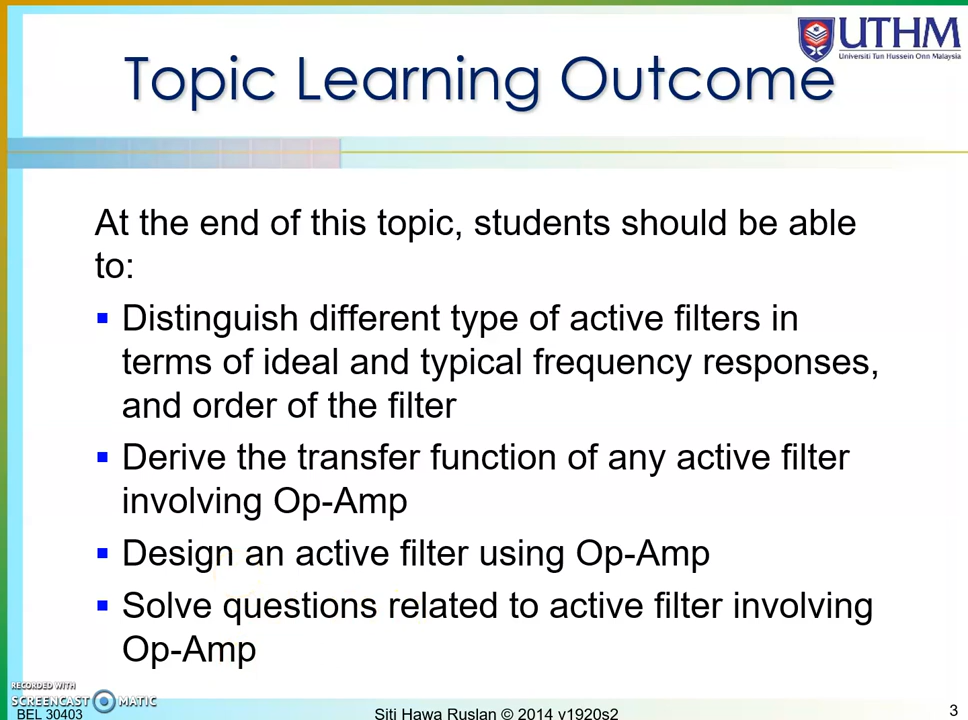 UTHM
Universiti Tun Hussein Onn Malaysia
Topic Learning Outcome
At the end of this topic, students should be able
to:
▪ Distinguish different type of active filters in
terms of ideal and typical frequency responses,
and order of the filter
▪ Derive the transfer function of any active filter
involving Op-Amp
▪ Design an active filter using Op-Amp
▪ Solve questions related to active filter involving
Op-Amp
RECORDED WITH
SCREENCAST MATIC
BEL 30403
Siti Hawa Ruslan © 2014 v1920s2
3